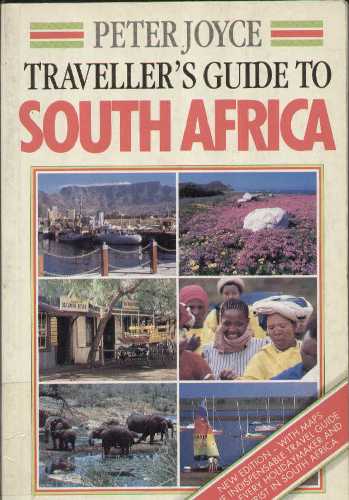 PETER JOYCE
TRAVELLER'S GUIDE TO
SOUTH AFRICA
NEW EDITION - WITH MAPS
INDISPENSABLE TRAVEL GUIDE
EVERY HOLIDAYMAKER AND
IN SOUTH AFRICA